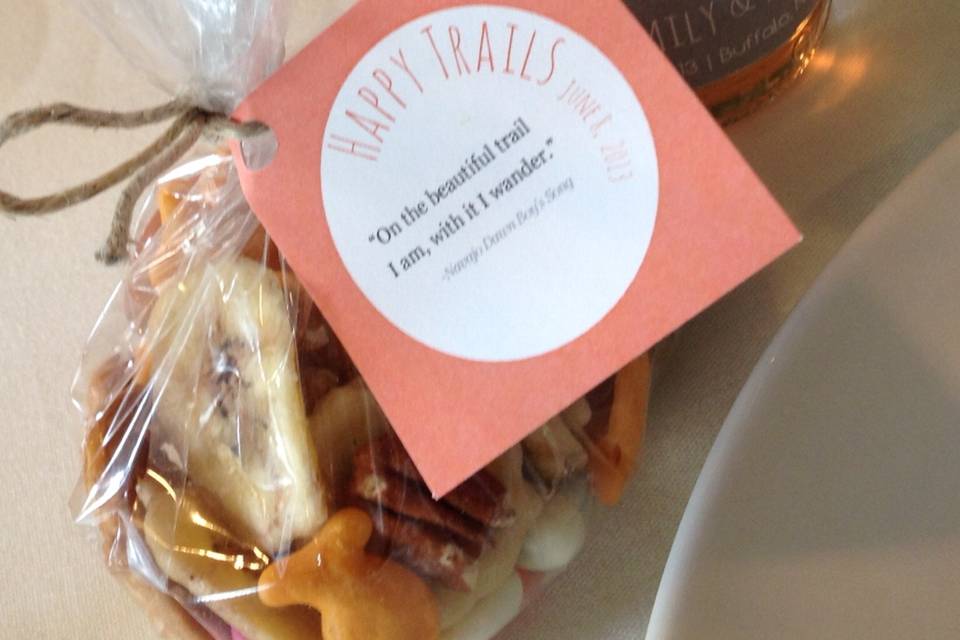 HAPPY TRAILS
JUNE 8, 2013
"On the beautiful trail
I am, with it I wander."
-Navajo Dawn Boy's Song
MILY &
13 | Buffalo,